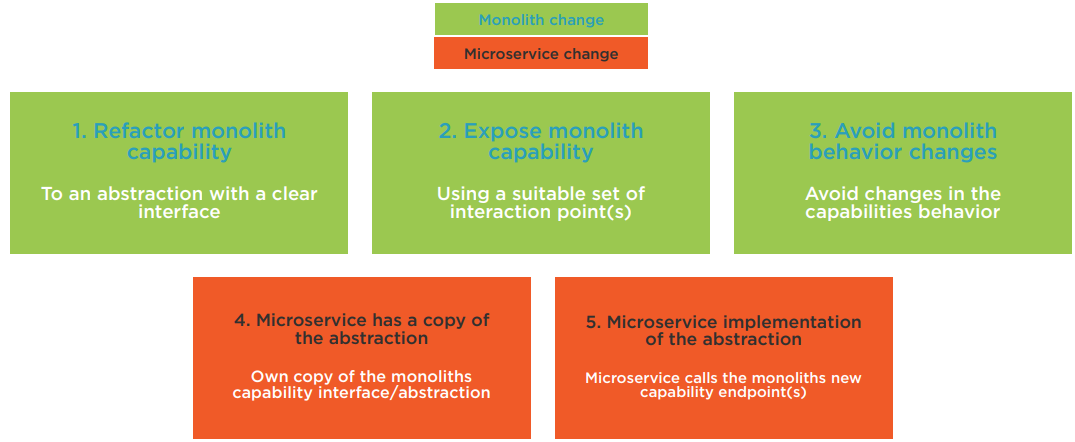 Monolith change
Microservice change
1. Refactor monolith
capability
To an abstraction with a clear
interface
2. Expose monolith
capability
Using a suitable set of
interaction point(s)
3. Avoid monolith
behavior changes
Avoid changes in the
capabilities behavior
4. Microservice has a copy of
the abstraction
Own copy of the monoliths
capability interface/abstraction
5. Microservice implementation
of the abstraction
Microservice calls the monoliths new
capability endpoint(s)